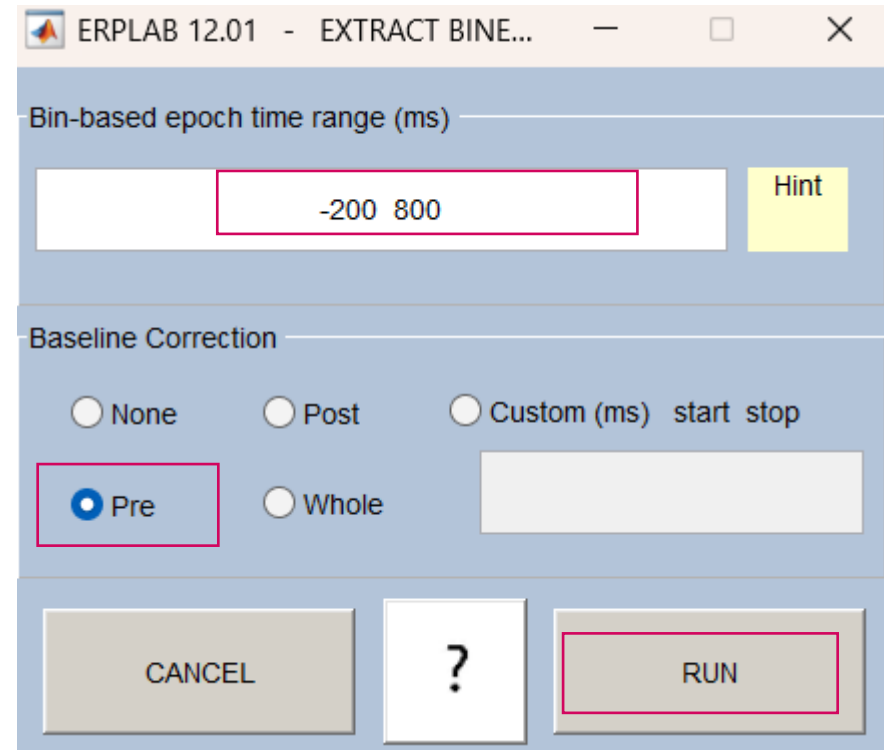 ERPLAB 12.01 - EXTRACT BINE...
Bin-based epoch time range (ms)
-200 800
Hint
Baseline Correction
None Post Custom (ms) start stop
Pre Whole
CANCEL ? RUN